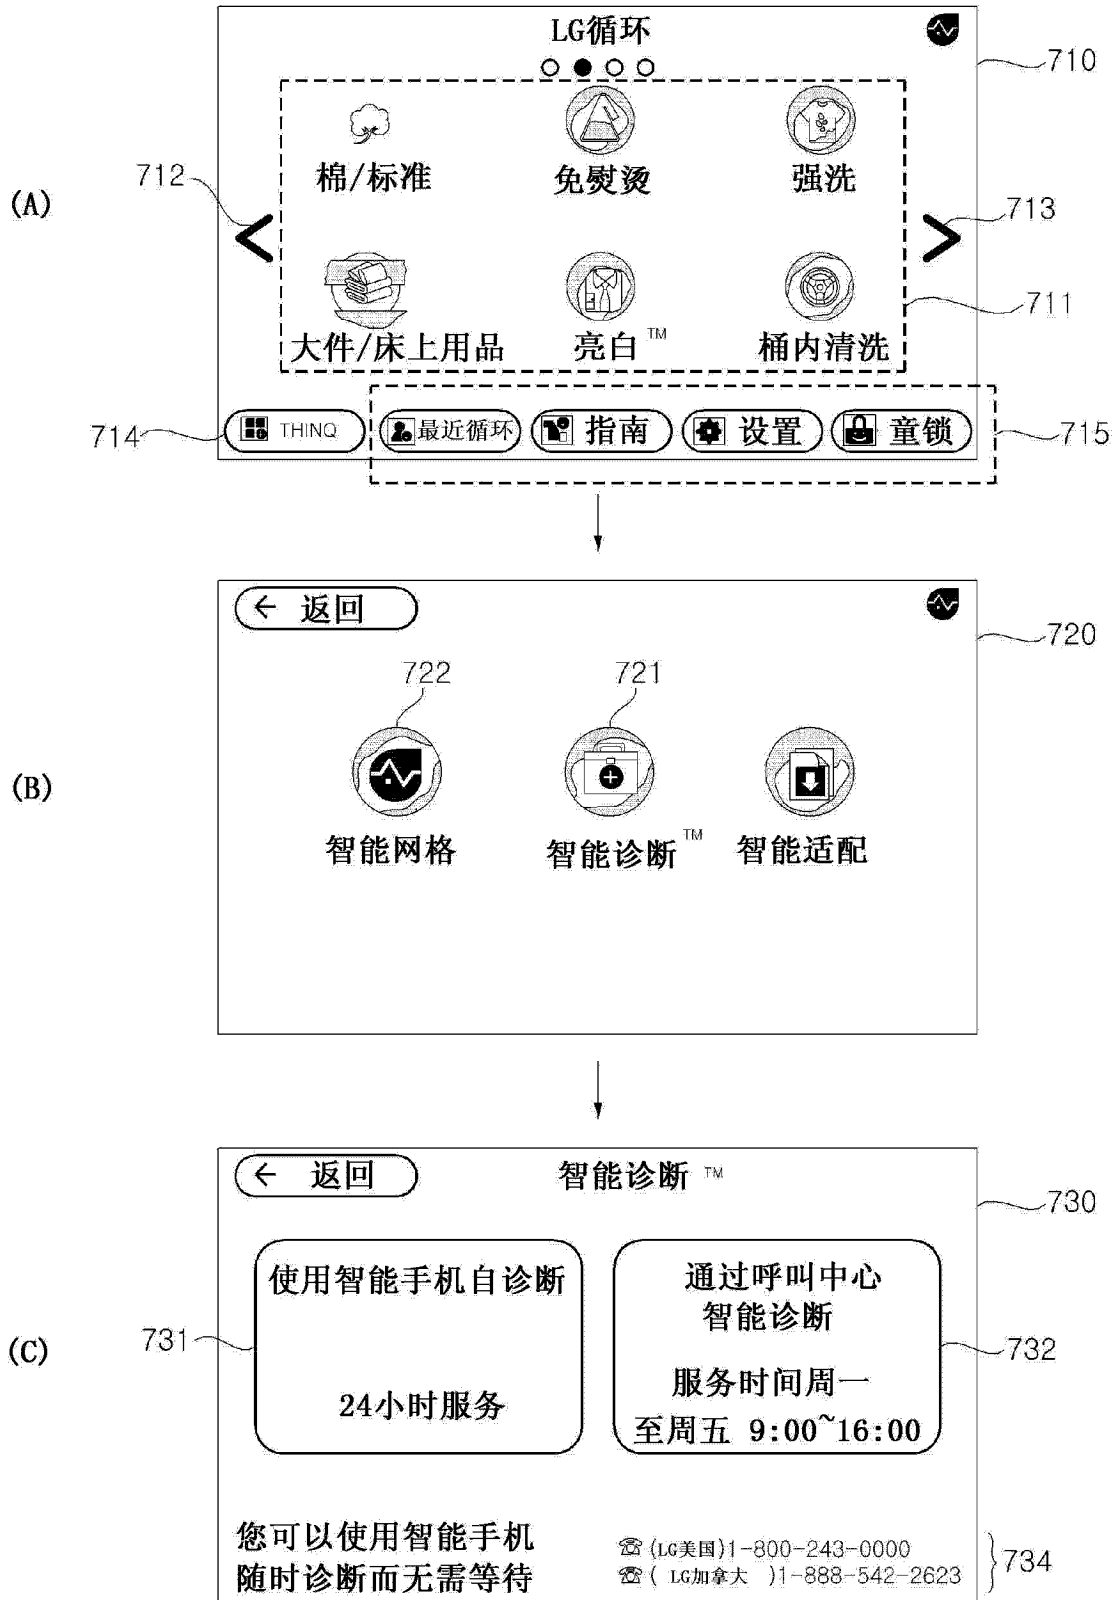 LG循环
710
棉/标准 免熨烫 强洗
712
713
(A)
711
大件/床上用品 亮白™ 桶内清洗
714
THINQ 最近循环 指南 设置 童锁
715
返回
720
722 721
(B)
智能网格 智能诊断™ 智能适配
返回 智能诊断™
730
使用智能手机自诊断
通过呼叫中心
智能诊断
731
732
(C)
24小时服务
服务时间周一
至周五 9:00~16:00
您可以使用智能手机
随时诊断而无需等待
☏(LG美国)1-800-243-0000
☏( LG加拿大 )1-888-542-2623
734